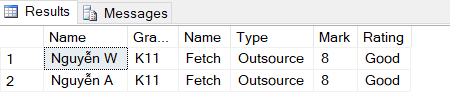 Results Messages
Name Gra... Name Type Mark Rating
1 Nguyễn W K11 Fetch Outsource 8 Good
2 Nguyễn A K11 Fetch Outsource 8 Good